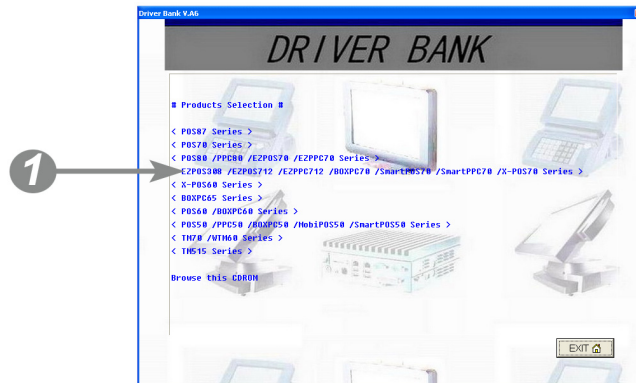 Driver Bank V.A6
DRIVER BANK
# Products Selection #
< POS87 Series >
< POS70 Series >
< POS80 /PPC80 /EZPOS70 /EZPPC70 Series >
1
EZPOS308 /EZPOS712 /EZPPC712 /BOXPC70 /SmartPOS70 /SmartPPC70 /X-POS70 Series >
< X-POS60 Series >
< BOXPC65 Series >
< POS60 /BOXPC60 Series >
< POS50 /PPC50 /BOXPC50 /MobiPOS50 /SmartPOS50 Series >
< TM70 /WTM60 Series >
< TM515 Series >
Browse this CDROM
EXIT